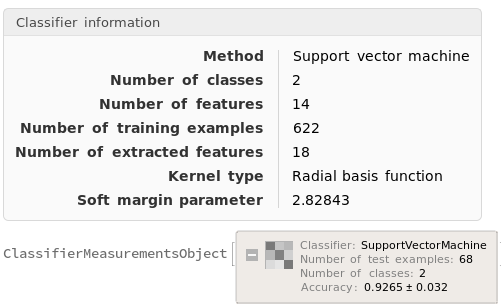 Classifier information
Method Support vector machine
Number of classes 2
Number of features 14
Number of training examples 622
Number of extracted features 18
Kernel type Radial basis function
Soft margin parameter 2.82843
Classifier: SupportVectorMachine
Number of test examples: 68
ClassifierMeasurementsObject[
Number of classes: 2
Accuracy: 0.9265 ± 0.032